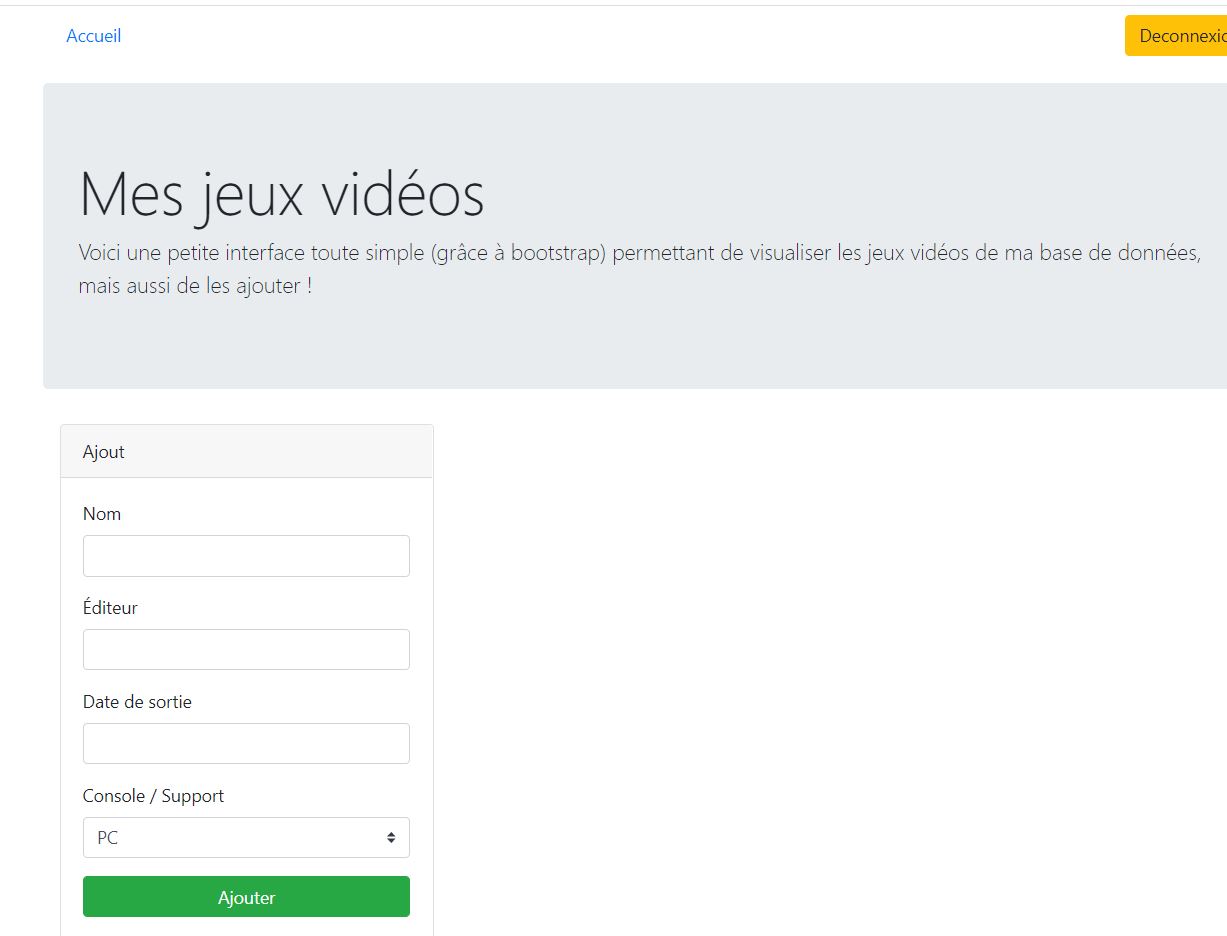 Accueil
Mes jeux vidéos
Voici une petite interface toute simple (grâce à bootstrap) permettant de visualiser les jeux vidéos de ma base de données,
mais aussi de les ajouter !
Ajout
Nom
Éditeur
Date de sortie
Console / Support
PC
Ajouter